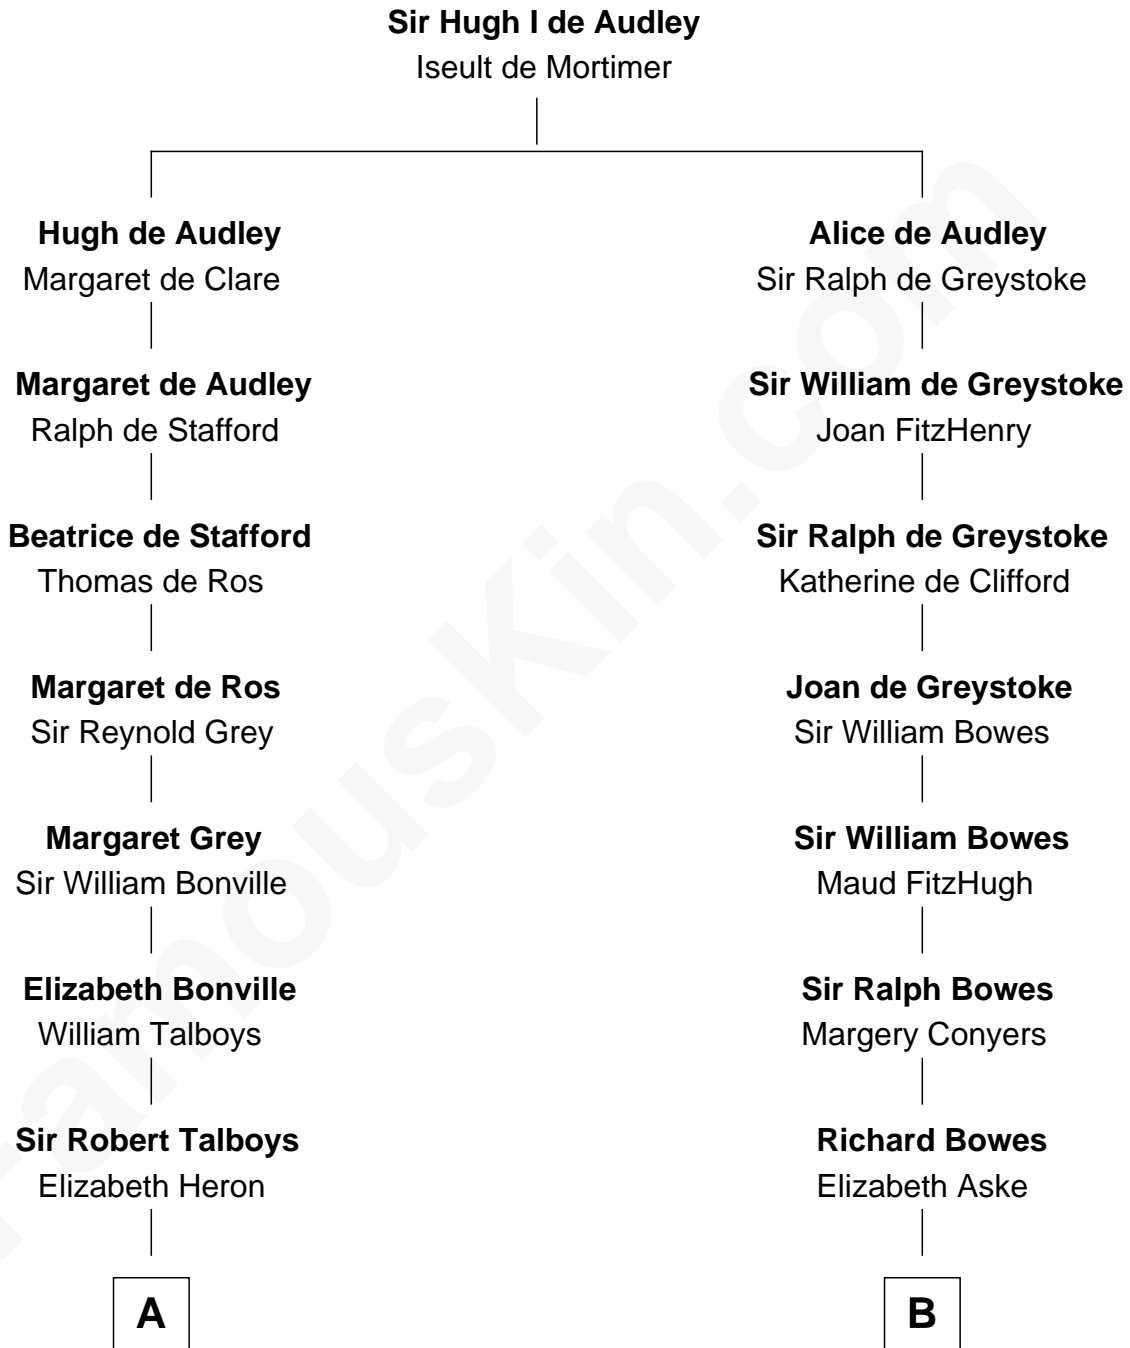 Sir Hugh I de Audley
Iseult de Mortimer
Hugh de Audley
Margaret de Clare
Alice de Audley
Sir Ralph de Greystoke
Margaret de Audley
Ralph de Stafford
Sir William de Greystoke
Joan FitzHenry
Beatrice de Stafford
Thomas de Ros
Sir Ralph de Greystoke
Katherine de Clifford
Margaret de Ros
Sir Reynold Grey
Joan de Greystoke
Sir William Bowes
Margaret Grey
Sir William Bonville
Sir William Bowes
Maud FitzHugh
Elizabeth Bonville
William Talboys
Sir Ralph Bowes
Margery Conyers
Sir Robert Talboys
Elizabeth Heron
Richard Bowes
Elizabeth Aske
A
B
FamousKin.com